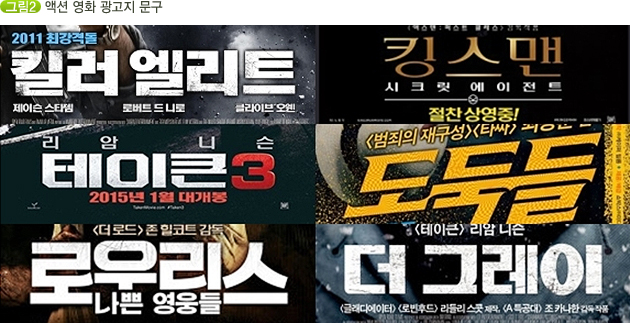 그림2 액션 영화 광고지 문구
2011 최강격돌
킬러 엘리트
제이슨 스타뎀 로버트 드 니로 클라이브 오웬
킹스맨
시크릿 에이전트
절찬 상영중!
리암 니슨
테이큰3
2015년 1월 대개봉
<범죄의 재구성> <타짜>
도둑들
<더 로드> 존 힐코트 감독
로우리스
나쁜 영웅들
<테이큰> 리암 니슨
더 그레이
<글래디에이터> <로빈후드> 리들리 스콧 제작, <A 특공대> 조 카나한 감독 작품